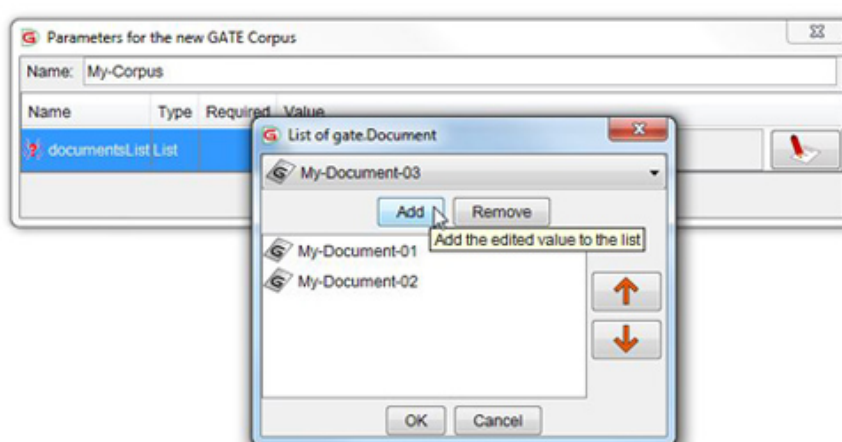 Parameters for the new GATE Corpus
Name: My-Corpus
Name Type Required Value
documentsList List
List of gate.Document
My-Document-03
Add Remove
Add the edited value to the list
My-Document-01
My-Document-02
OK Cancel